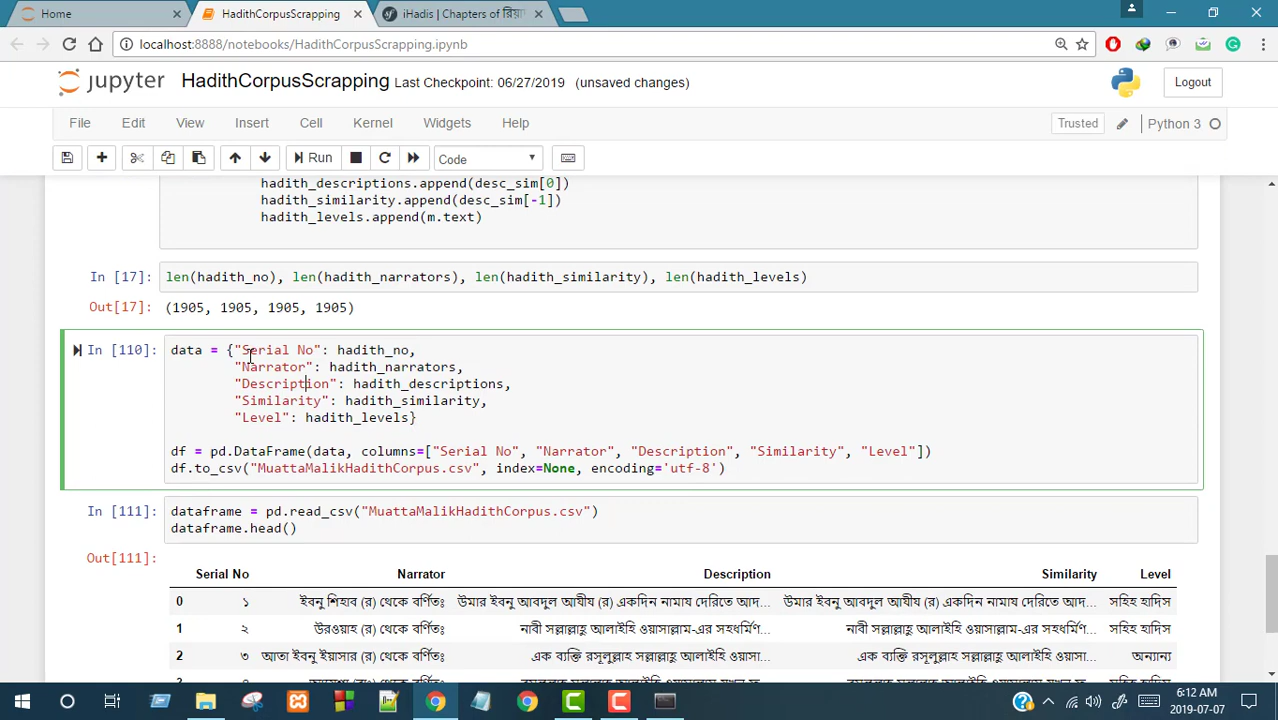 Home
HadithCorpusScrapping
iHadis | Chapters of রিয়া
localhost:8888/notebooks/HadithCorpusScrapping.ipynb
jupyter HadithCorpusScrapping Last Checkpoint: 06/27/2019 (unsaved changes)
Logout
File Edit View Insert Cell Kernel Widgets Help
Trusted
Python 3
Run
Code
hadith_descriptions.append(desc_sim[0])
hadith_similarity.append(desc_sim[-1])
hadith_levels.append(m.text)
In [17]: len(hadith_no), len(hadith_narrators), len(hadith_similarity), len(hadith_levels)
Out[17]: (1905, 1905, 1905, 1905)
In [110]: data = {"Serial No": hadith_no,
"Narrator": hadith_narrators,
"Description": hadith_descriptions,
"Similarity": hadith_similarity,
"Level": hadith_levels}
df = pd.DataFrame(data, columns=["Serial No", "Narrator", "Description", "Similarity", "Level"])
df.to_csv("MuattaMalikHadithCorpus.csv", index=None, encoding='utf-8')
In [111]: dataframe = pd.read_csv("MuattaMalikHadithCorpus.csv")
dataframe.head()
Out[111]:
Serial No Narrator Description Similarity Level
0 ১ ইবনু শিহাব (র) থেকে বর্ণিতঃ উমার ইবনু আবদুল আযীয (র) একদিন নামায দেরিতে আদ... উমার ইবনু আবদুল আযীয (র) একদিন নামায দেরিতে আদ... সহিহ হাদিস
1 ২ উরওয়াহ (র) থেকে বর্ণিতঃ নাবী সল্লাল্লাহু আলাইহি ওয়াসাল্লাম-এর সহধর্মিণ... নাবী সল্লাল্লাহু আলাইহি ওয়াসাল্লাম-এর সহধর্মিণ... সহিহ হাদিস
2 ৩ আতা ইবনু ইয়াসার (র) থেকে বর্ণিতঃ এক ব্যক্তি রসূলুল্লাহ সল্লাল্লাহু আলাইহি ওয়াসা... এক ব্যক্তি রসূলুল্লাহ সল্লাল্লাহু আলাইহি ওয়াসা... অন্যান্য
6:12 AM
2019-07-07